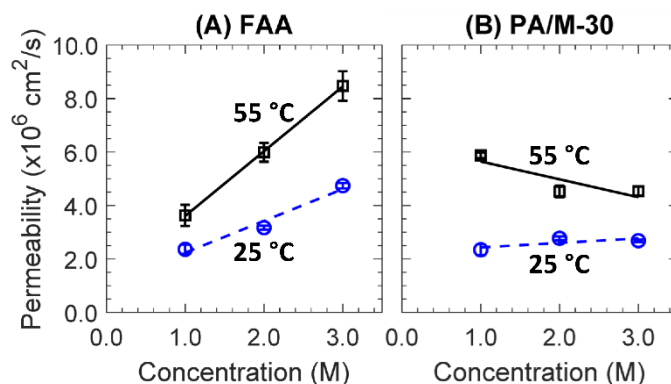 (A) FAA
(B) PA/M-30
Permeability (x10⁶ cm²/s)
10.0
8.0
6.0
4.0
2.0
0.0
55 °C
25 °C
55 °C
25 °C
0.0 1.0 2.0 3.0
0.0 1.0 2.0 3.0
Concentration (M)
Concentration (M)